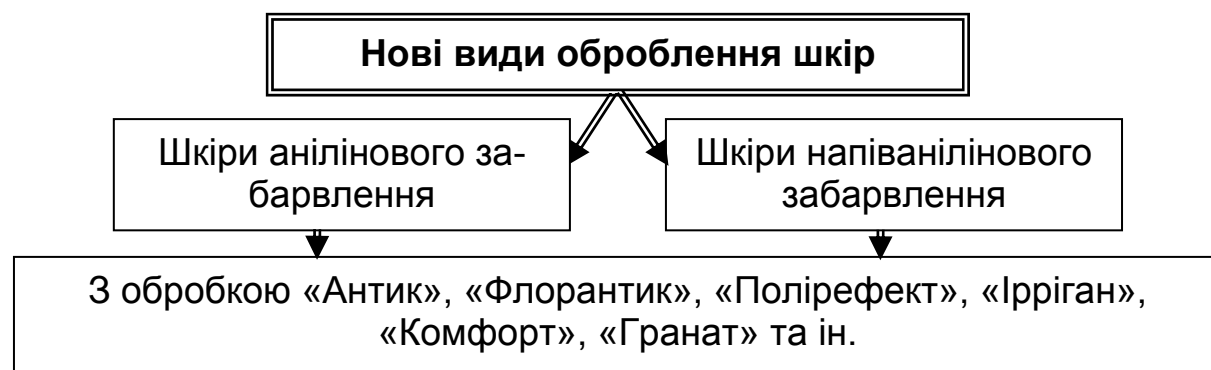 Нові види оброблення шкір
Шкіри анілінового за-
барвлення
Шкіри напіванілінового
забарвлення
З обробкою «Антик», «Флорантик», «Полірефект», «Ірріган»,
«Комфорт», «Гранат» та ін.